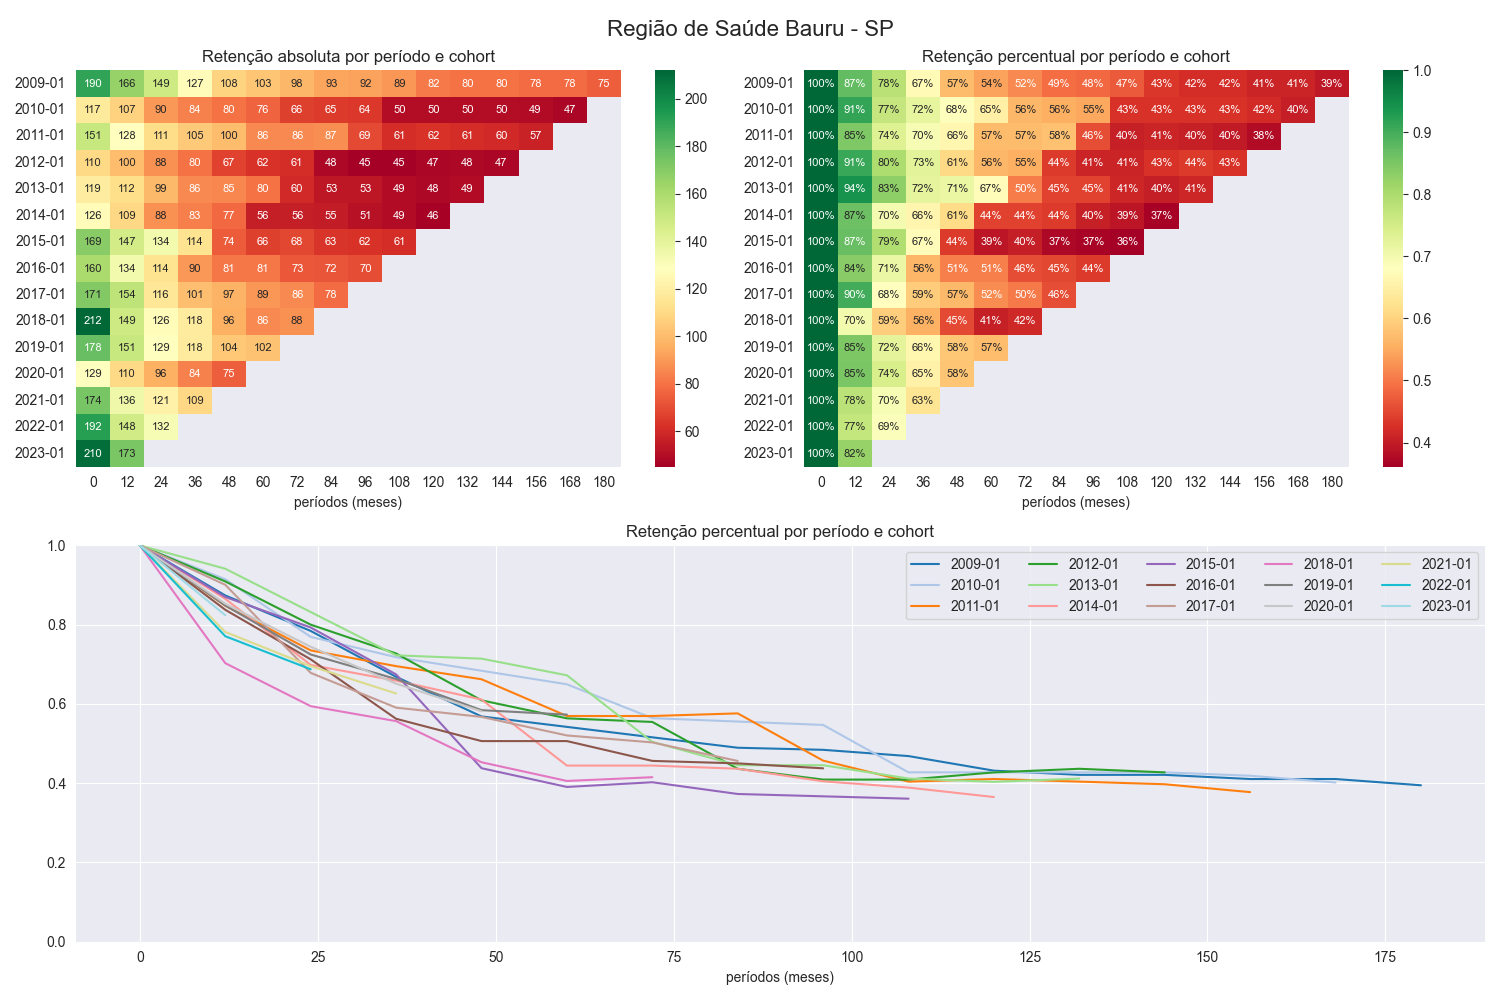 Região de Saúde Bauru - SP
Retenção absoluta por período e cohort
2009-01 190 166 149 127 108 103 98 93 92 89 82 80 80 78 78 75
2010-01 117 107 90 84 80 76 66 65 64 50 50 50 50 49 47
2011-01 151 128 111 105 100 86 86 87 69 61 62 61 60 57
2012-01 110 100 88 80 67 62 61 48 45 45 47 48 47
2013-01 119 112 99 86 85 80 60 53 53 49 48 49
2014-01 126 109 88 83 77 56 56 55 51 49 46
2015-01 169 147 134 114 74 66 68 63 62 61
2016-01 160 134 114 90 81 81 73 72 70
2017-01 171 154 116 101 97 89 86 78
2018-01 212 149 126 118 96 86 88
2019-01 178 151 129 118 104 102
2020-01 129 110 96 84 75
2021-01 174 136 121 109
2022-01 192 148 132
2023-01 210 173
0 12 24 36 48 60 72 84 96 108 120 132 144 156 168 180
períodos (meses)
200
180
160
140
120
100
80
60
Retenção percentual por período e cohort
2009-01 100% 87% 78% 67% 57% 54% 52% 49% 48% 47% 43% 42% 42% 41% 41% 39%
2010-01 100% 91% 77% 72% 68% 65% 56% 56% 55% 43% 43% 43% 43% 42% 40%
2011-01 100% 85% 74% 70% 66% 57% 57% 58% 46% 40% 41% 40% 40% 38%
2012-01 100% 91% 80% 73% 61% 56% 55% 44% 41% 41% 43% 44% 43%
2013-01 100% 94% 83% 72% 71% 67% 50% 45% 45% 41% 40% 41%
2014-01 100% 87% 70% 66% 61% 44% 44% 44% 40% 39% 37%
2015-01 100% 87% 79% 67% 44% 39% 40% 37% 37% 36%
2016-01 100% 84% 71% 56% 51% 51% 46% 45% 44%
2017-01 100% 90% 68% 59% 57% 52% 50% 46%
2018-01 100% 70% 59% 56% 45% 41% 42%
2019-01 100% 85% 72% 66% 58% 57%
2020-01 100% 85% 74% 65% 58%
2021-01 100% 78% 70% 63%
2022-01 100% 77% 69%
2023-01 100% 82%
0 12 24 36 48 60 72 84 96 108 120 132 144 156 168 180
períodos (meses)
1.0
0.9
0.8
0.7
0.6
0.5
0.4
Retenção percentual por período e cohort
2009-01 2012-01 2015-01 2018-01 2021-01
2010-01 2013-01 2016-01 2019-01 2022-01
2011-01 2014-01 2017-01 2020-01 2023-01
1.0
0.8
0.6
0.4
0.2
0.0
0 25 50 75 100 125 150 175
períodos (meses)